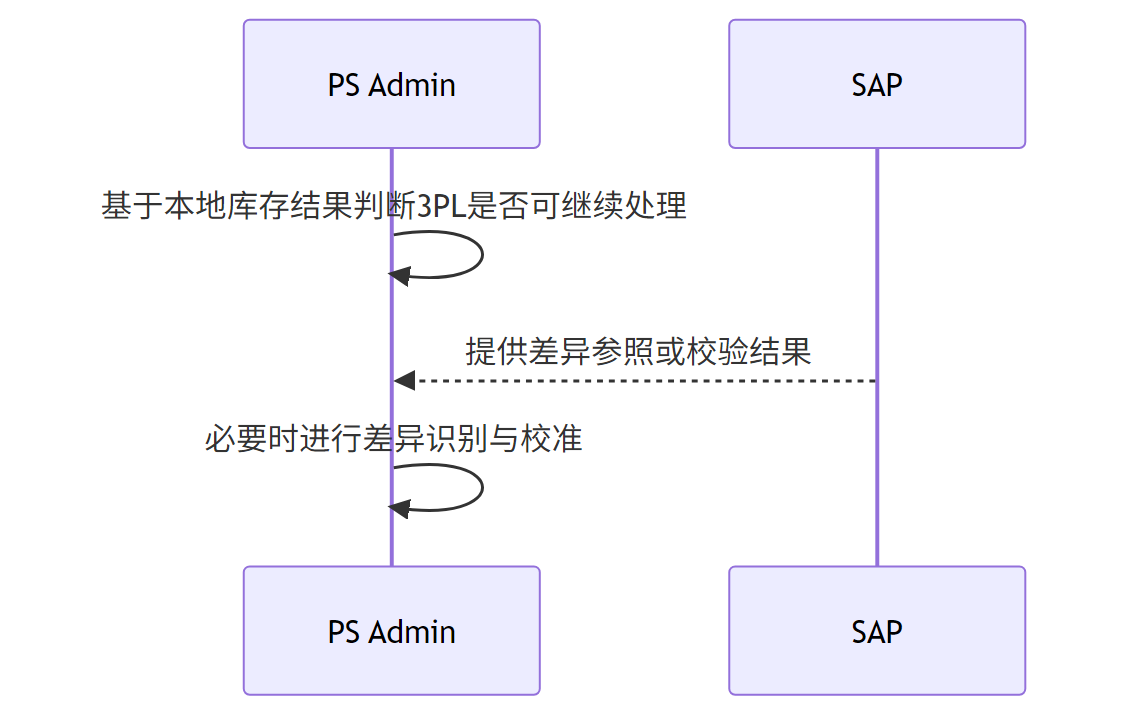 PS Admin
SAP
基于本地库存结果判断3PL是否可继续处理
提供差异参照或校验结果
必要时进行差异识别与校准
PS Admin
SAP